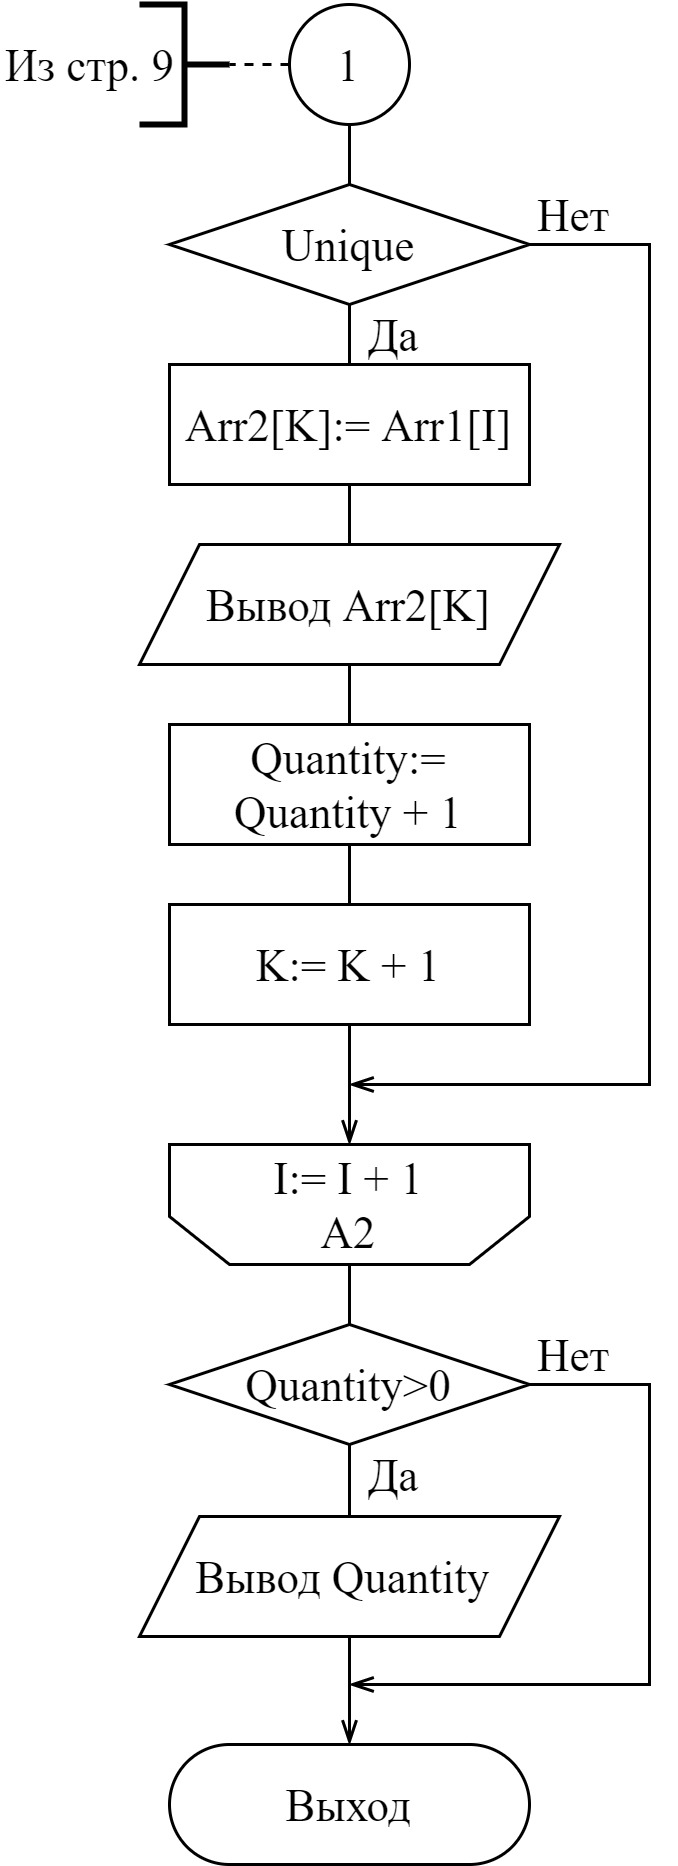 Из стр. 9
1
Unique
Нет
Да
Arr2[K]:= Arr1[I]
Вывод Arr2[K]
Quantity:=
Quantity + 1
K:= K + 1
I:= I + 1
A2
Quantity>0
Нет
Да
Вывод Quantity
Выход